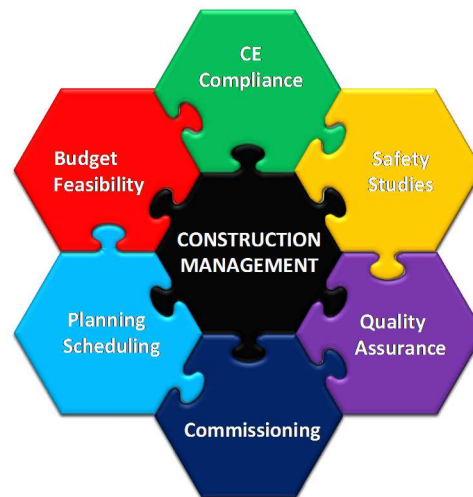 CE
Compliance
Budget
Feasibility
Safety
Studies
CONSTRUCTION
MANAGEMENT
Planning
Scheduling
Quality
Assurance
Commissioning